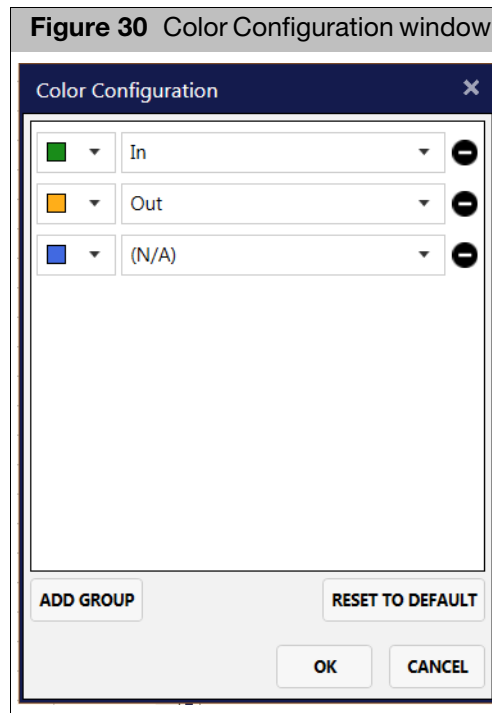 Figure 30 Color Configuration window
Color Configuration
In
Out
(N/A)
ADD GROUP RESET TO DEFAULT
OK CANCEL